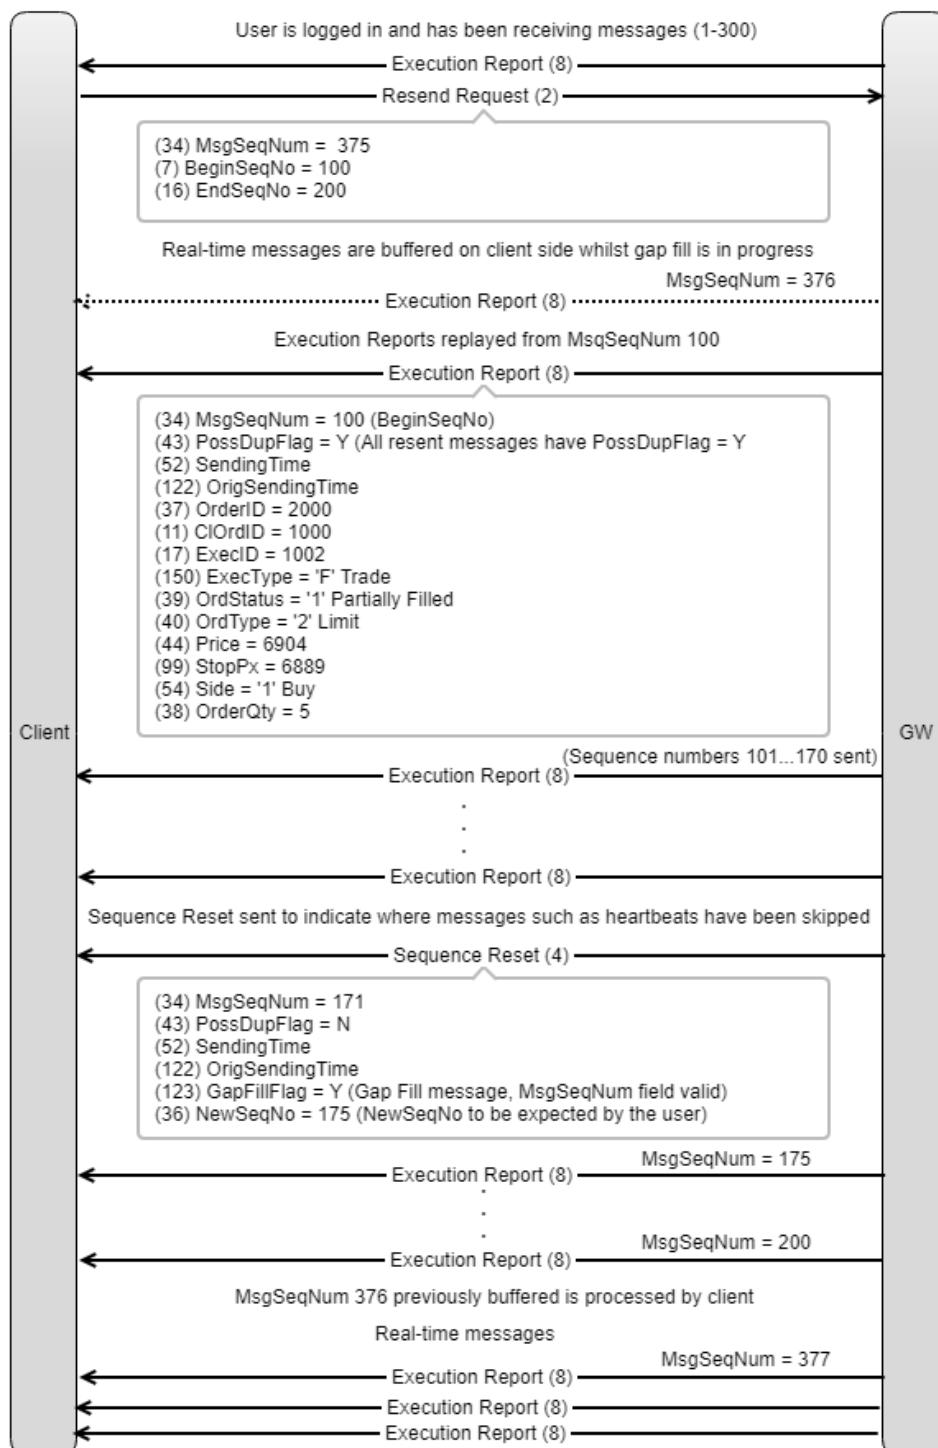 User is logged in and has been receiving messages (1-300)
Execution Report (8)
Resend Request (2)
(34) MsgSeqNum = 375
(7) BeginSeqNo = 100
(16) EndSeqNo = 200
Real-time messages are buffered on client side whilst gap fill is in progress
MsgSeqNum = 376
Execution Report (8)
Execution Reports replayed from MsqSeqNum 100
Execution Report (8)
(34) MsgSeqNum = 100 (BeginSeqNo)
(43) PossDupFlag = Y (All resent messages have PossDupFlag = Y
(52) SendingTime
(122) OrigSendingTime
(37) OrderID = 2000
(11) ClOrdID = 1000
(17) ExecID = 1002
(150) ExecType = 'F' Trade
(39) OrdStatus = '1' Partially Filled
(40) OrdType = '2' Limit
(44) Price = 6904
(99) StopPx = 6889
(54) Side = '1' Buy
(38) OrderQty = 5
Client
GW
(Sequence numbers 101...170 sent)
Execution Report (8)
Execution Report (8)
Sequence Reset sent to indicate where messages such as heartbeats have been skipped
Sequence Reset (4)
(34) MsgSeqNum = 171
(43) PossDupFlag = N
(52) SendingTime
(122) OrigSendingTime
(123) GapFillFlag = Y (Gap Fill message, MsgSeqNum field valid)
(36) NewSeqNo = 175 (NewSeqNo to be expected by the user)
MsgSeqNum = 175
Execution Report (8)
MsgSeqNum = 200
Execution Report (8)
MsgSeqNum 376 previously buffered is processed by client
Real-time messages
MsgSeqNum = 377
Execution Report (8)
Execution Report (8)
Execution Report (8)